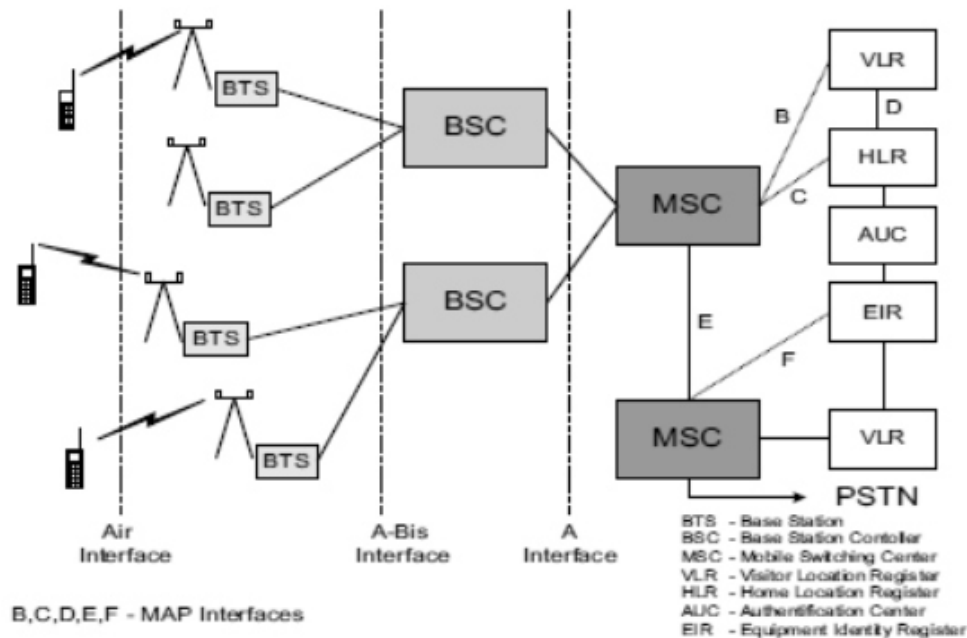 VLR
BTS
B
D
BSC
HLR
MSC
C
BTS
AUC
BSC
EIR
E
BTS
F
MSC
VLR
BTS
PSTN
Air
Interface
A-Bis
Interface
A
Interface
BTS - Base Station
BSC - Base Station Contoller
MSC - Mobile Switching Center
VLR - Visitor Location Register
HLR - Home Location Register
AUC - Authentification Center
EIR - Equipment Identity Register
B,C,D,E,F - MAP Interfaces